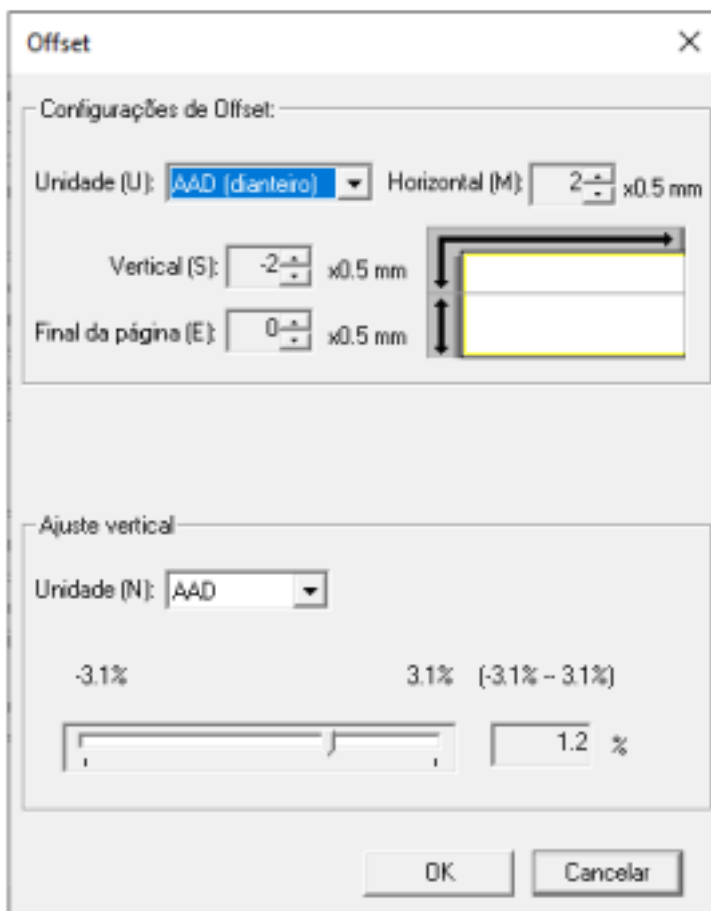 Offset
Configurações de Offset:
Unidade (U): AAD (dianteiro) Horizontal (M): 2 x0.5 mm
Vertical (S): -2 x0.5 mm
Final da página (E): 0 x0.5 mm
Ajuste vertical
Unidade (N): AAD
-3.1% 3.1% (-3.1% -- 3.1%)
1.2 %
OK Cancelar